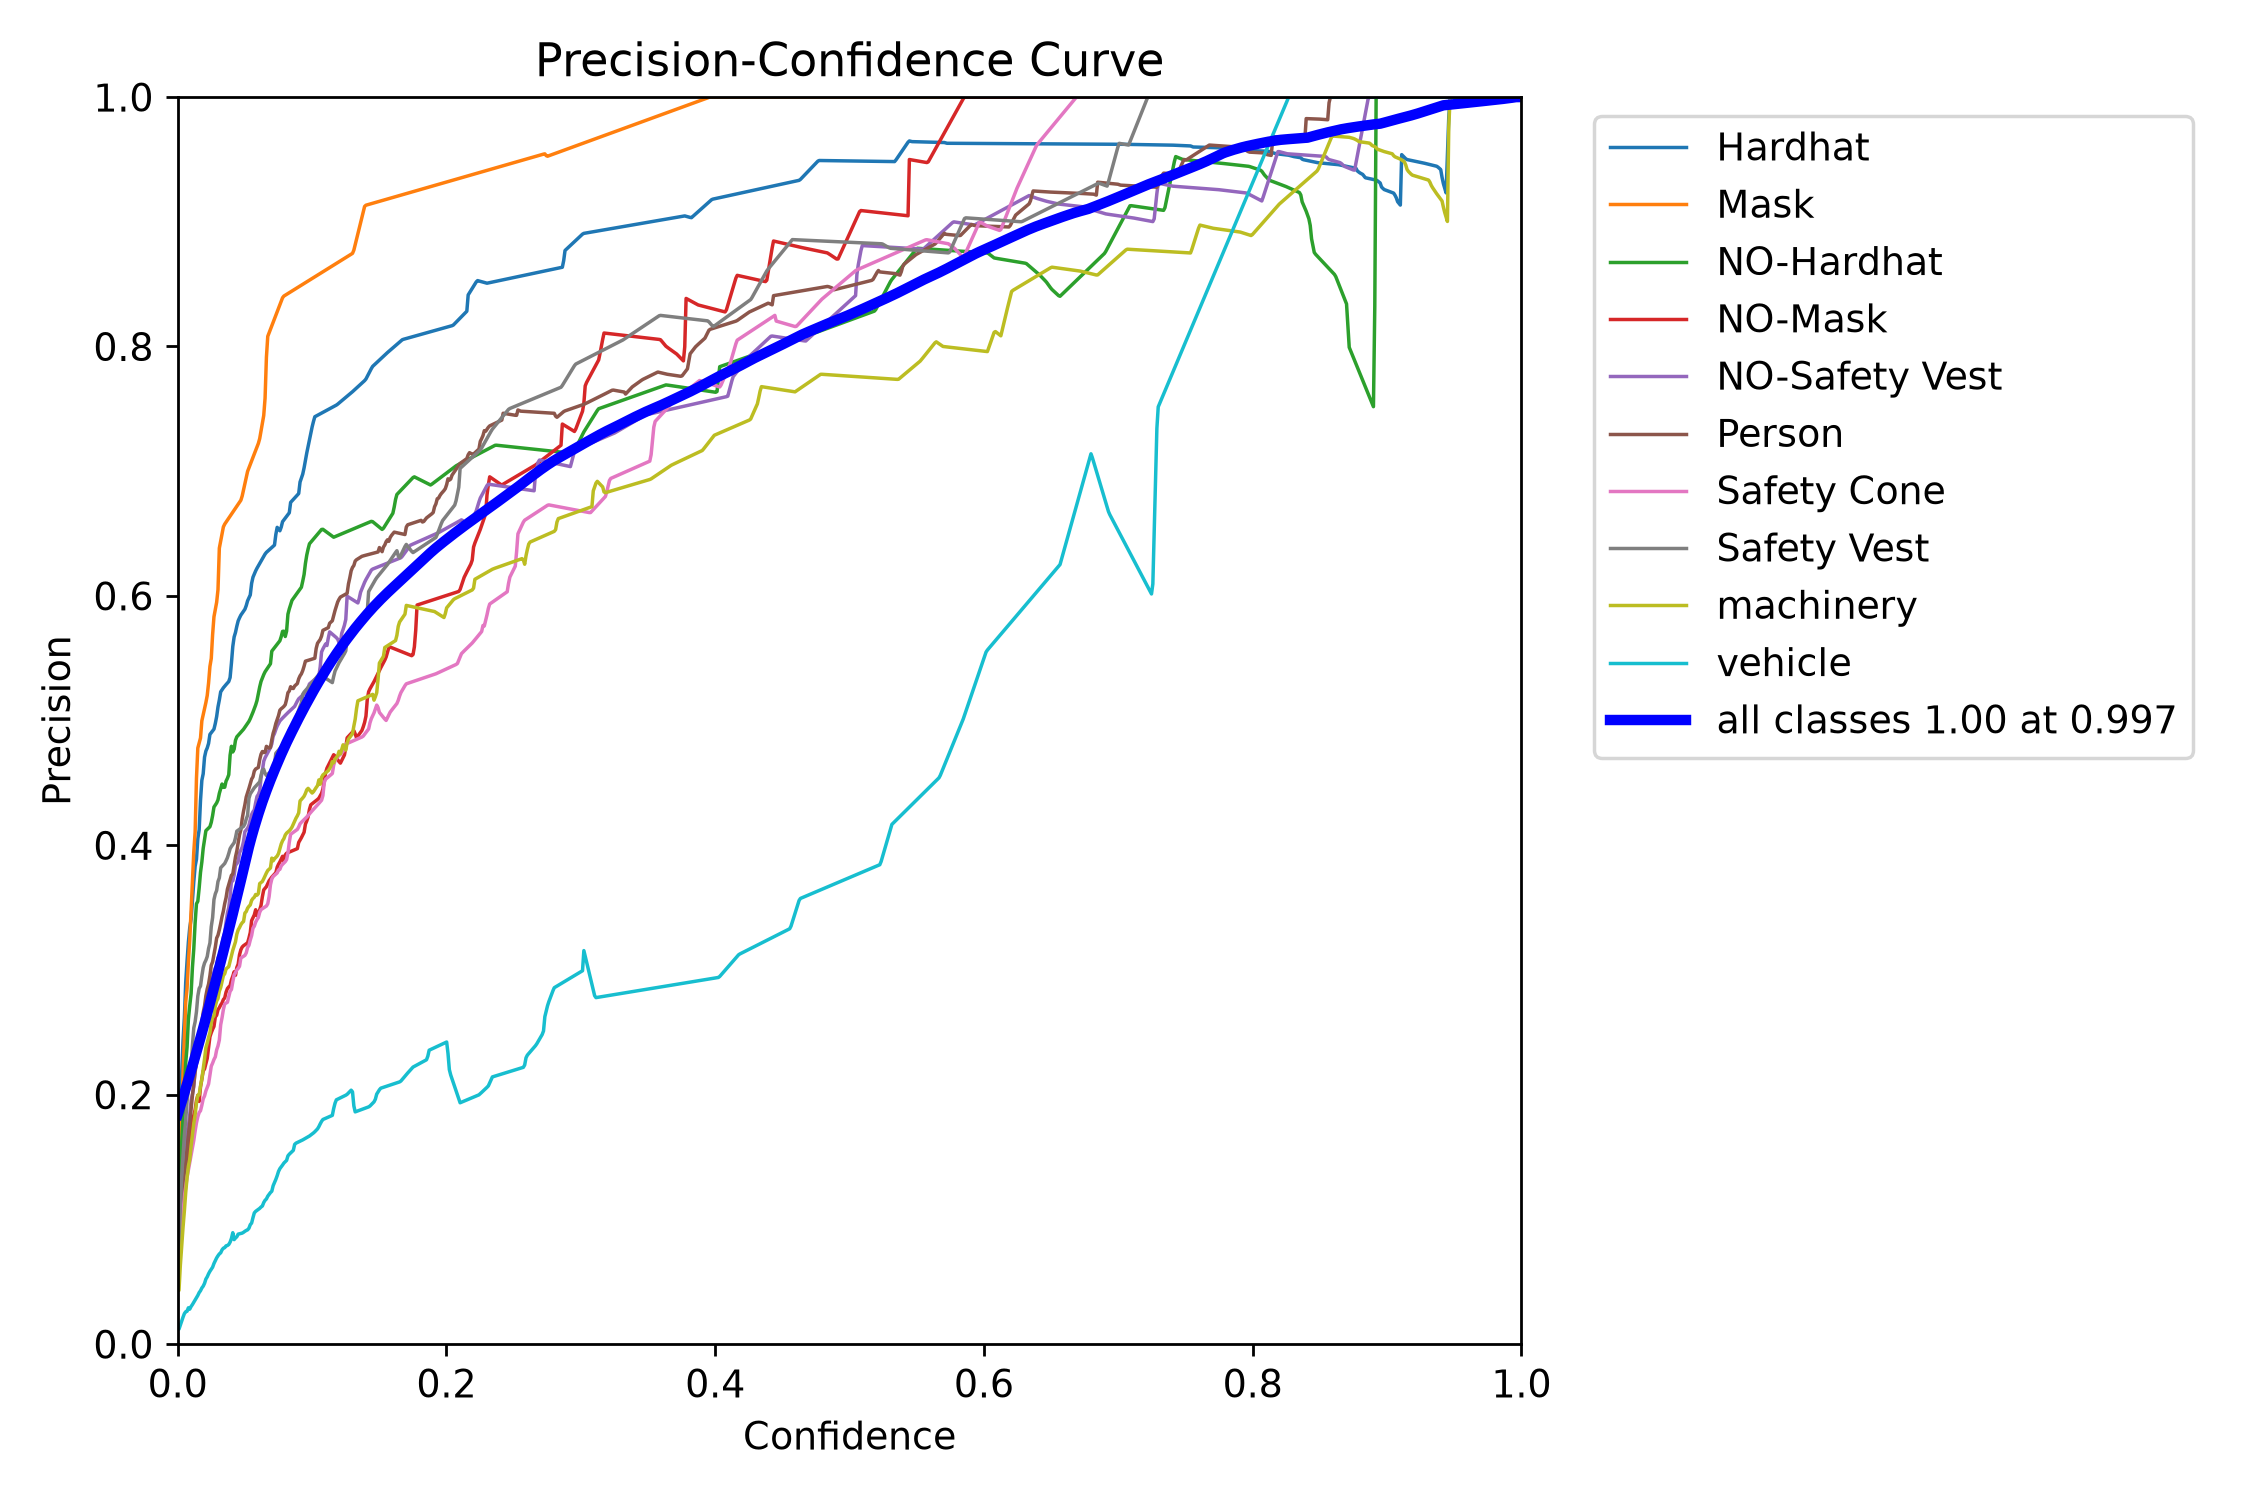 Precision-Confidence Curve
1.0
0.8
0.6
0.4
0.2
0.0
Precision
0.0 0.2 0.4 0.6 0.8 1.0
Confidence
Hardhat
Mask
NO-Hardhat
NO-Mask
NO-Safety Vest
Person
Safety Cone
Safety Vest
machinery
vehicle
all classes 1.00 at 0.997